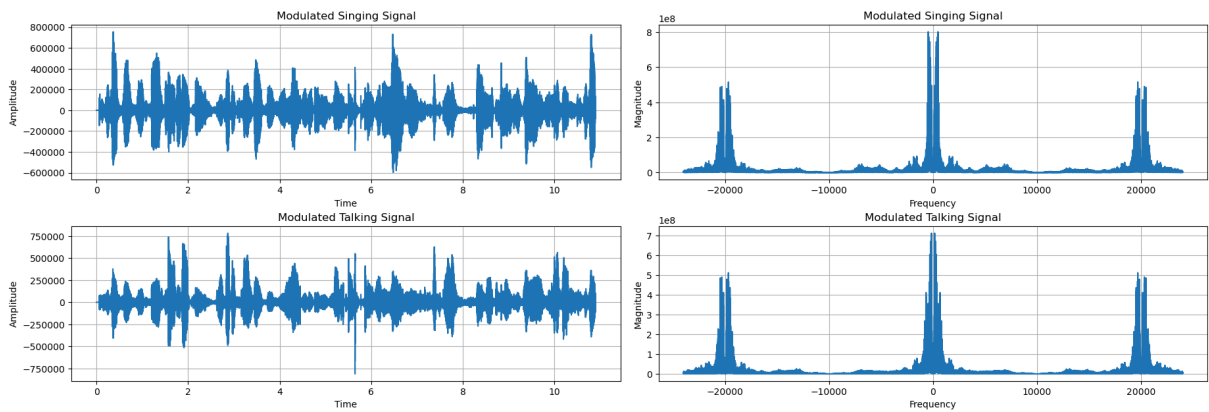 Modulated Singing Signal
800000
600000
400000
200000
0
−200000
−400000
−600000
Amplitude
0 2 4 6 8 10
Time
Modulated Singing Signal
1e8
8
6
4
2
0
Magnitude
−20000 −10000 0 10000 20000
Frequency
Modulated Talking Signal
750000
500000
250000
0
−250000
−500000
−750000
Amplitude
0 2 4 6 8 10
Time
Modulated Talking Signal
1e8
7
6
5
4
3
2
1
0
Magnitude
−20000 −10000 0 10000 20000
Frequency